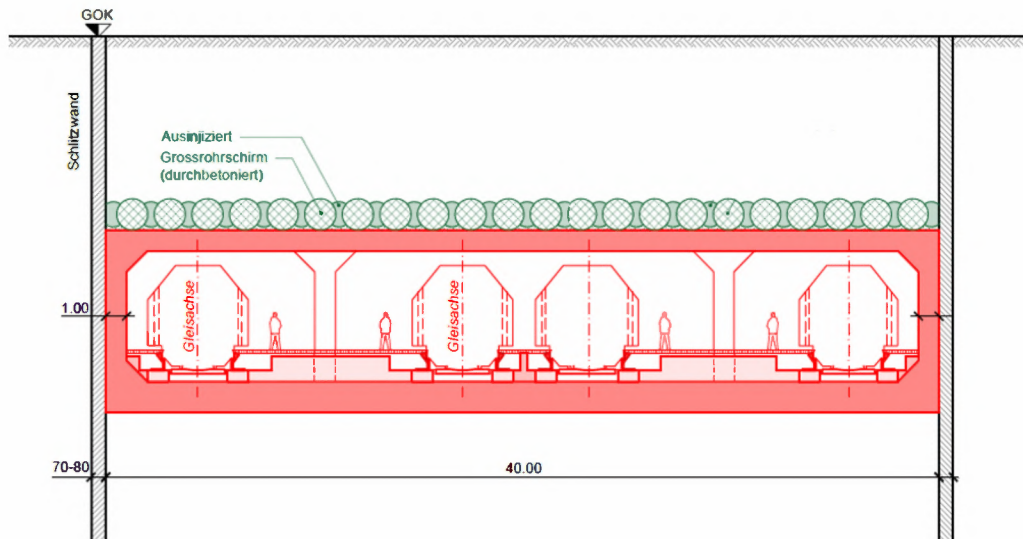 GOK
Schlitzwand
Ausinjiziert
Grossrohrschirm
(durchbetoniert)
Gleisachse
Gleisachse
1.00
70-80
40.00